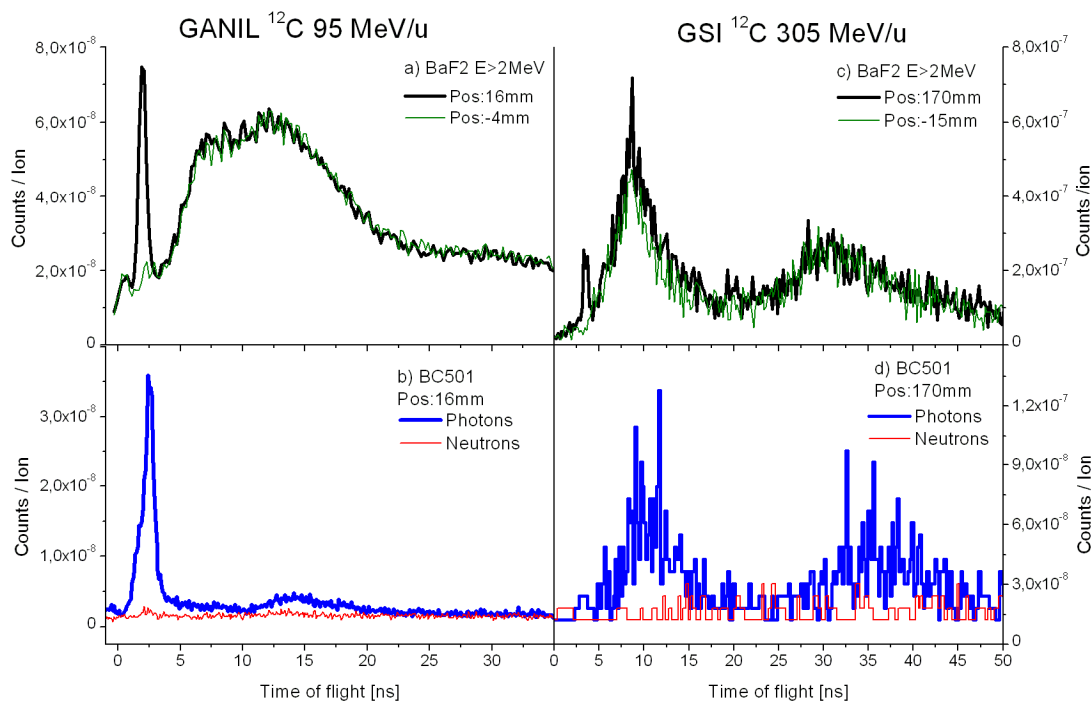 GANIL ¹²C 95 MeV/u
GSI ¹²C 305 MeV/u
a) BaF2 E>2MeV
Pos:16mm
Pos:-4mm
8,0x10⁻⁸
6,0x10⁻⁸
4,0x10⁻⁸
2,0x10⁻⁸
0
Counts / Ion
c) BaF2 E>2MeV
Pos:170mm
Pos:-15mm
8,0x10⁻⁷
6,0x10⁻⁷
4,0x10⁻⁷
2,0x10⁻⁷
0
Counts / ion
b) BC501
Pos:16mm
Photons
Neutrons
3,0x10⁻⁸
2,0x10⁻⁸
1,0x10⁻⁸
0
Counts / Ion
0 5 10 15 20 25 30
Time of flight [ns]
d) BC501
Pos:170mm
Photons
Neutrons
1,2x10⁻⁷
9,0x10⁻⁸
6,0x10⁻⁸
3,0x10⁻⁸
0
Counts / Ion
0 5 10 15 20 25 30 35 40 45 50
Time of flight [ns]